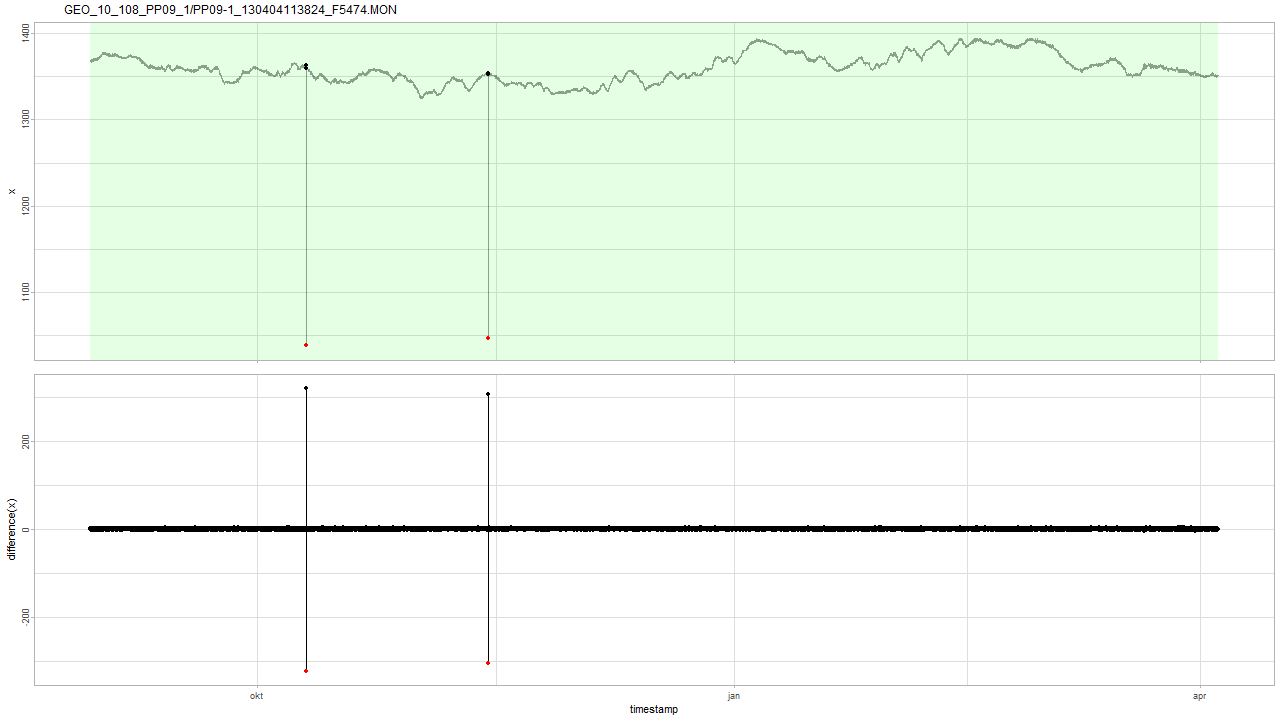 GEO_10_108_PP09_1/PP09-1_130404113824_F5474.MON
1400
1300
1200
1100
x
200
0
-200
difference(x)
okt jan apr
timestamp